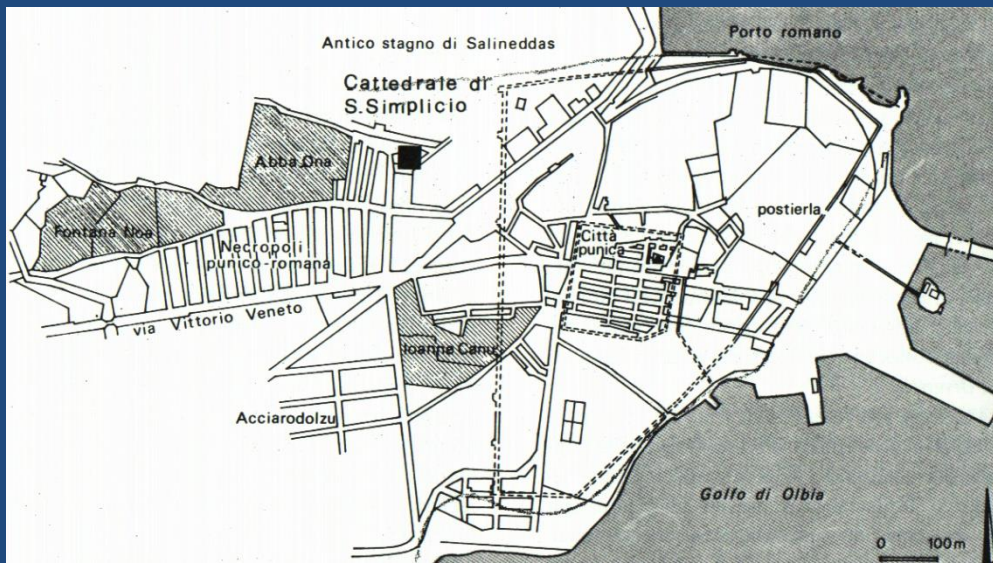 Porto romano
Antico stagno di Salineddas
Cattedrale di
S.Simplicio
Abba Ona
postierla
Fontana Noa
Città
punica
Necropoli
punico-romana
via Vittorio Veneto
Ioanne Canu
Acciarodolzu
Golfo di Olbia
0 100m